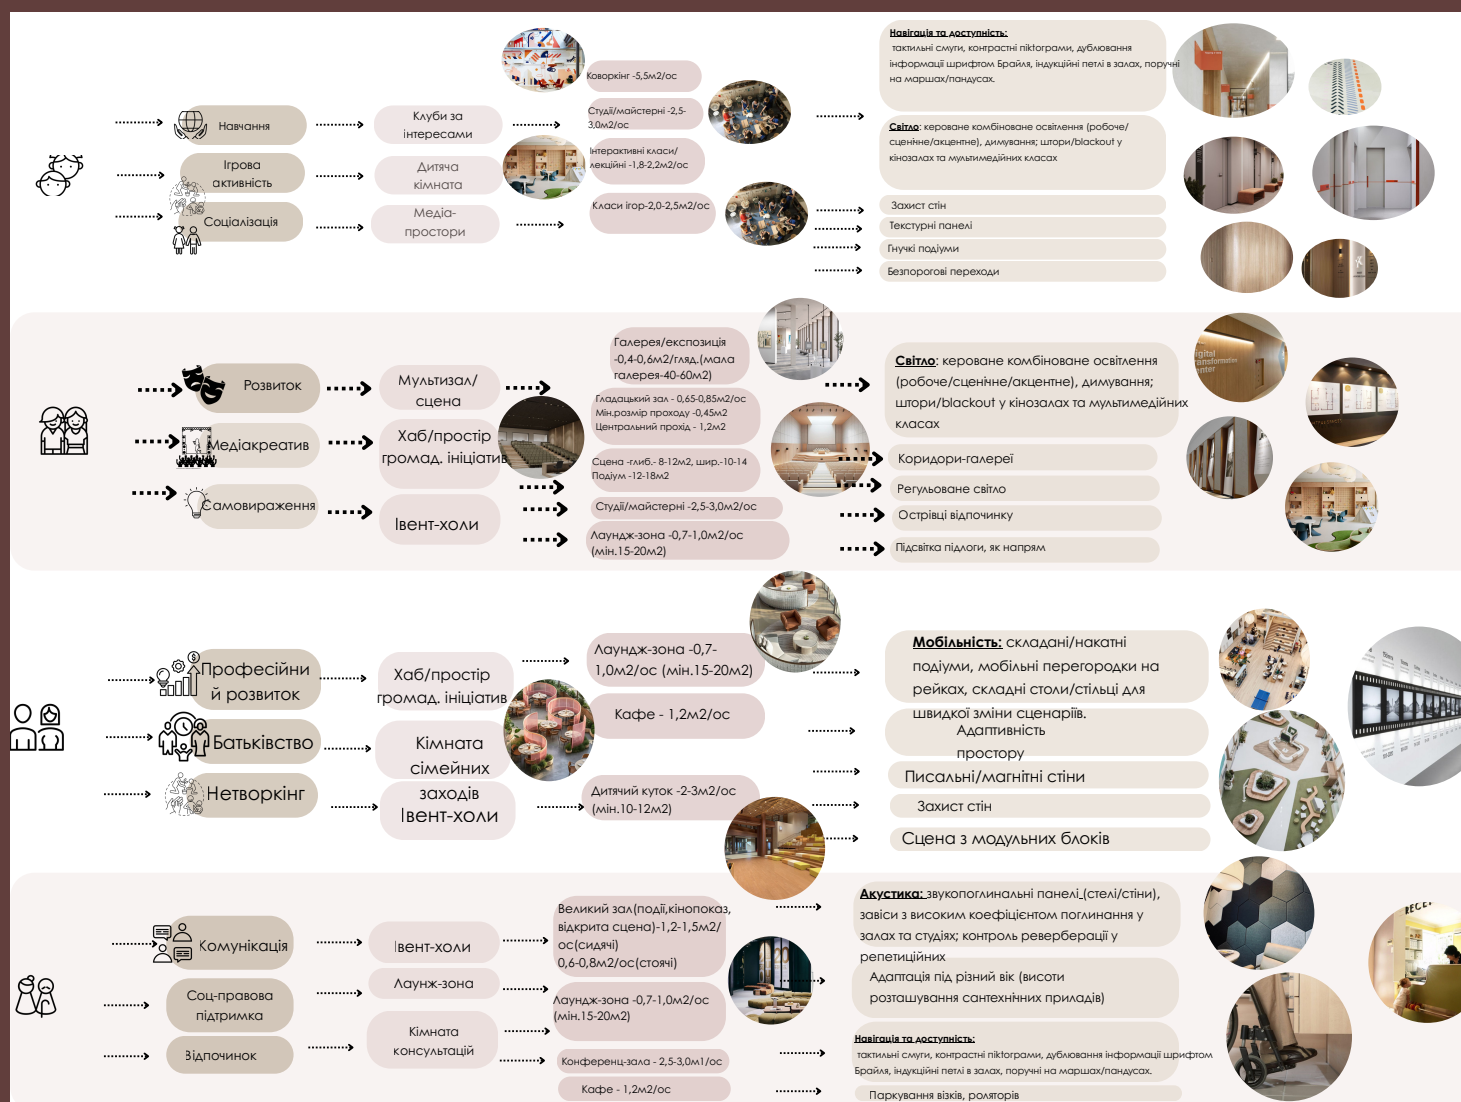 Навчання
Ігрова
активність
Соціалізація
Клуби за
інтересами
Дитяча
кімната
Медіа-
простори
Коворкінг -5,5м2/ос
Студії/майстерні -2,5-
3,0м2/ос
Інтерактивні класи/
лекційні -1,8-2,2м2/ос
Класи ігор-2,0-2,5м2/ос
Навігація та доступність:
тактильні смуги, контрастні піktограми, дублювання
інформації шрифтом Брайля, індукційні петлі в залах, поручні
на маршах/пандусах.
Світло: кероване комбіноване освітлення (робоче/
сценічне/акцентне), димування; штори/blackout у
кінозалах та мультимедійних класах
Захист стін
Текстурні панелі
Гнучкі подіуми
Безпорогові переходи
Розвиток
Медіакреатив
Самовираження
Мультизал/
сцена
Хаб/простір
громад. ініціатив
Івент-холи
Галерея/експозиція
-0,4-0,6м2/гляд.(мала
галерея-40-60м2)
Гладацький зал - 0,65-0,85м2/ос
Мін.розмір проходу -0,45м2
Центральний прохід - 1,2м2
Сцена -глиб.- 8-12м2, шир.-10-14
Подіум -12-18м2
Студії/майстерні -2,5-3,0м2/ос
Лаундж-зона -0,7-1,0м2/ос
(мін.15-20м2)
Світло: кероване комбіноване освітлення
(робоче/сценічне/акцентне), димування;
штори/blackout у кінозалах та мультимедійних
класах
Коридори-галереї
Регульоване світло
Острівці відпочинку
Підсвітка підлоги, як напрям
Digital
Transformation
Center
Професійни
й розвиток
Батьківство
Нетворкінг
Хаб/простір
громад. ініціатив
Кімната
сімейних
заходів
Івент-холи
Лаундж-зона -0,7-
1,0м2/ос (мін.15-20м2)
Кафе - 1,2м2/ос
Дитячий куток -2-3м2/ос
(мін.10-12м2)
Мобільність: складані/накатні
подіуми, мобільні перегородки на
рейках, складні столи/стільці для
швидкої зміни сценаріїв.
Адаптивність
простору
Писальні/магнітні стіни
Захист стін
Сцена з модульних блоків
Комунікація
Соц-правова
підтримка
Відпочинок
Івент-холи
Лаунж-зона
Кімната
консультацій
Великий зал(події,кінопоказ,
відкрита сцена)-1,2-1,5м2/
ос(сидячі)
0,6-0,8м2/ос(стоячі)
Лаундж-зона -0,7-1,0м2/ос
(мін.15-20м2)
Конференц-зала - 2,5-3,0м1/ос
Кафе - 1,2м2/ос
Акустика: звукопоглинальні панелі (стелі/стіни),
завіси з високим коефіцієнтом поглинання у
залах та студіях; контроль реверберації у
репетиційних
Адаптація під різний вік (висоти
розташування сантехнічних приладів)
Навігація та доступність:
тактильні смуги, контрастні піktограми, дублювання інформації шрифтом
Брайля, індукційні петлі в залах, поручні на маршах/пандусах.
Паркування візків, роляторів